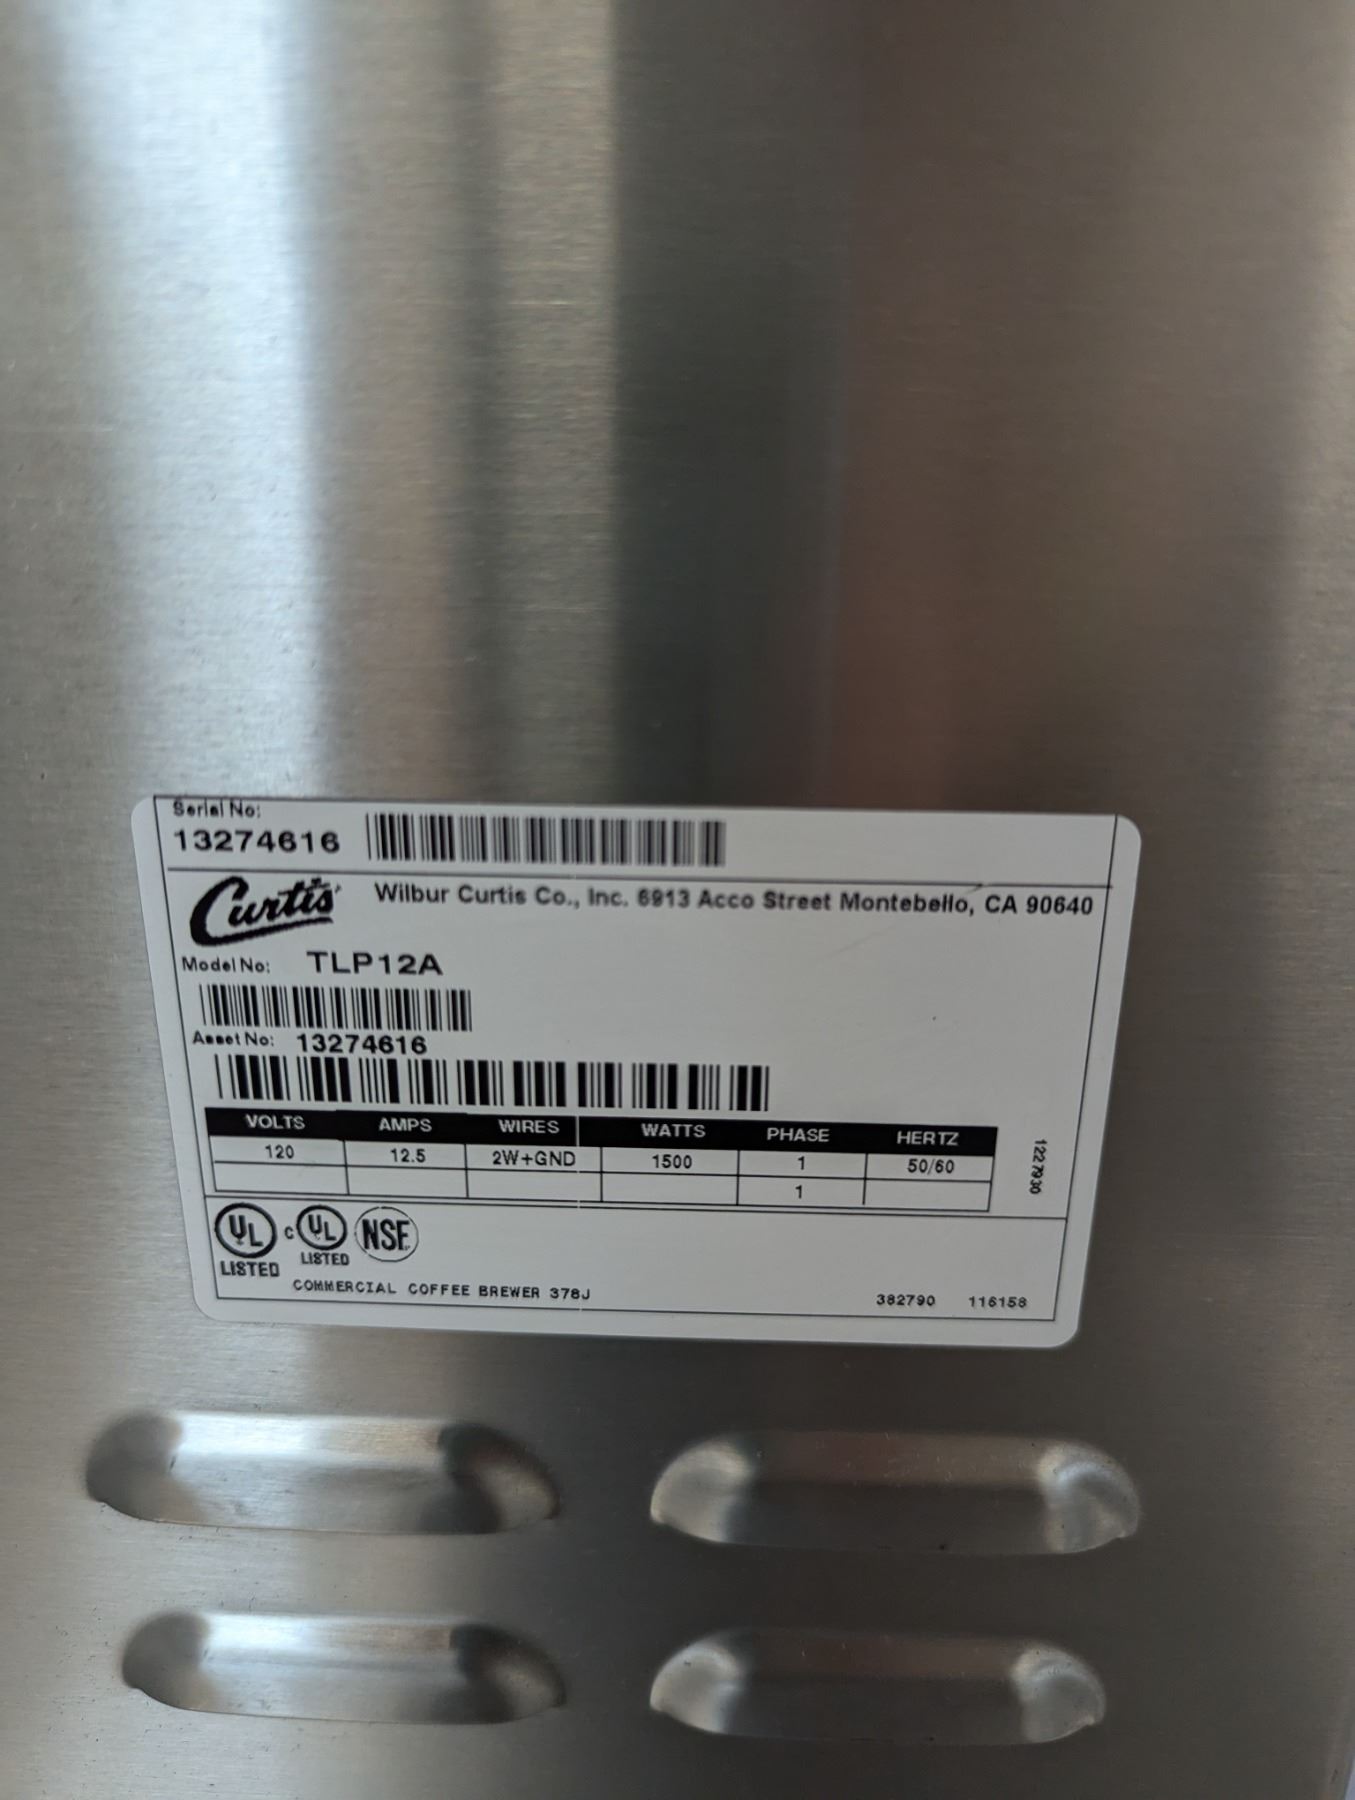 Serial No:
13274616
Curtis
Wilbur Curtis Co., Inc. 6913 Acco Street Montebello, CA 90640
Model No: TLP12A
Asset No: 13274616
VOLTS AMPS WIRES WATTS PHASE HERTZ
120 12.5 2W+GND 1500 1 50/60
1
1227930
UL C UL NSF
LISTED LISTED
COMMERCIAL COFFEE BREWER 378J 382790 116158